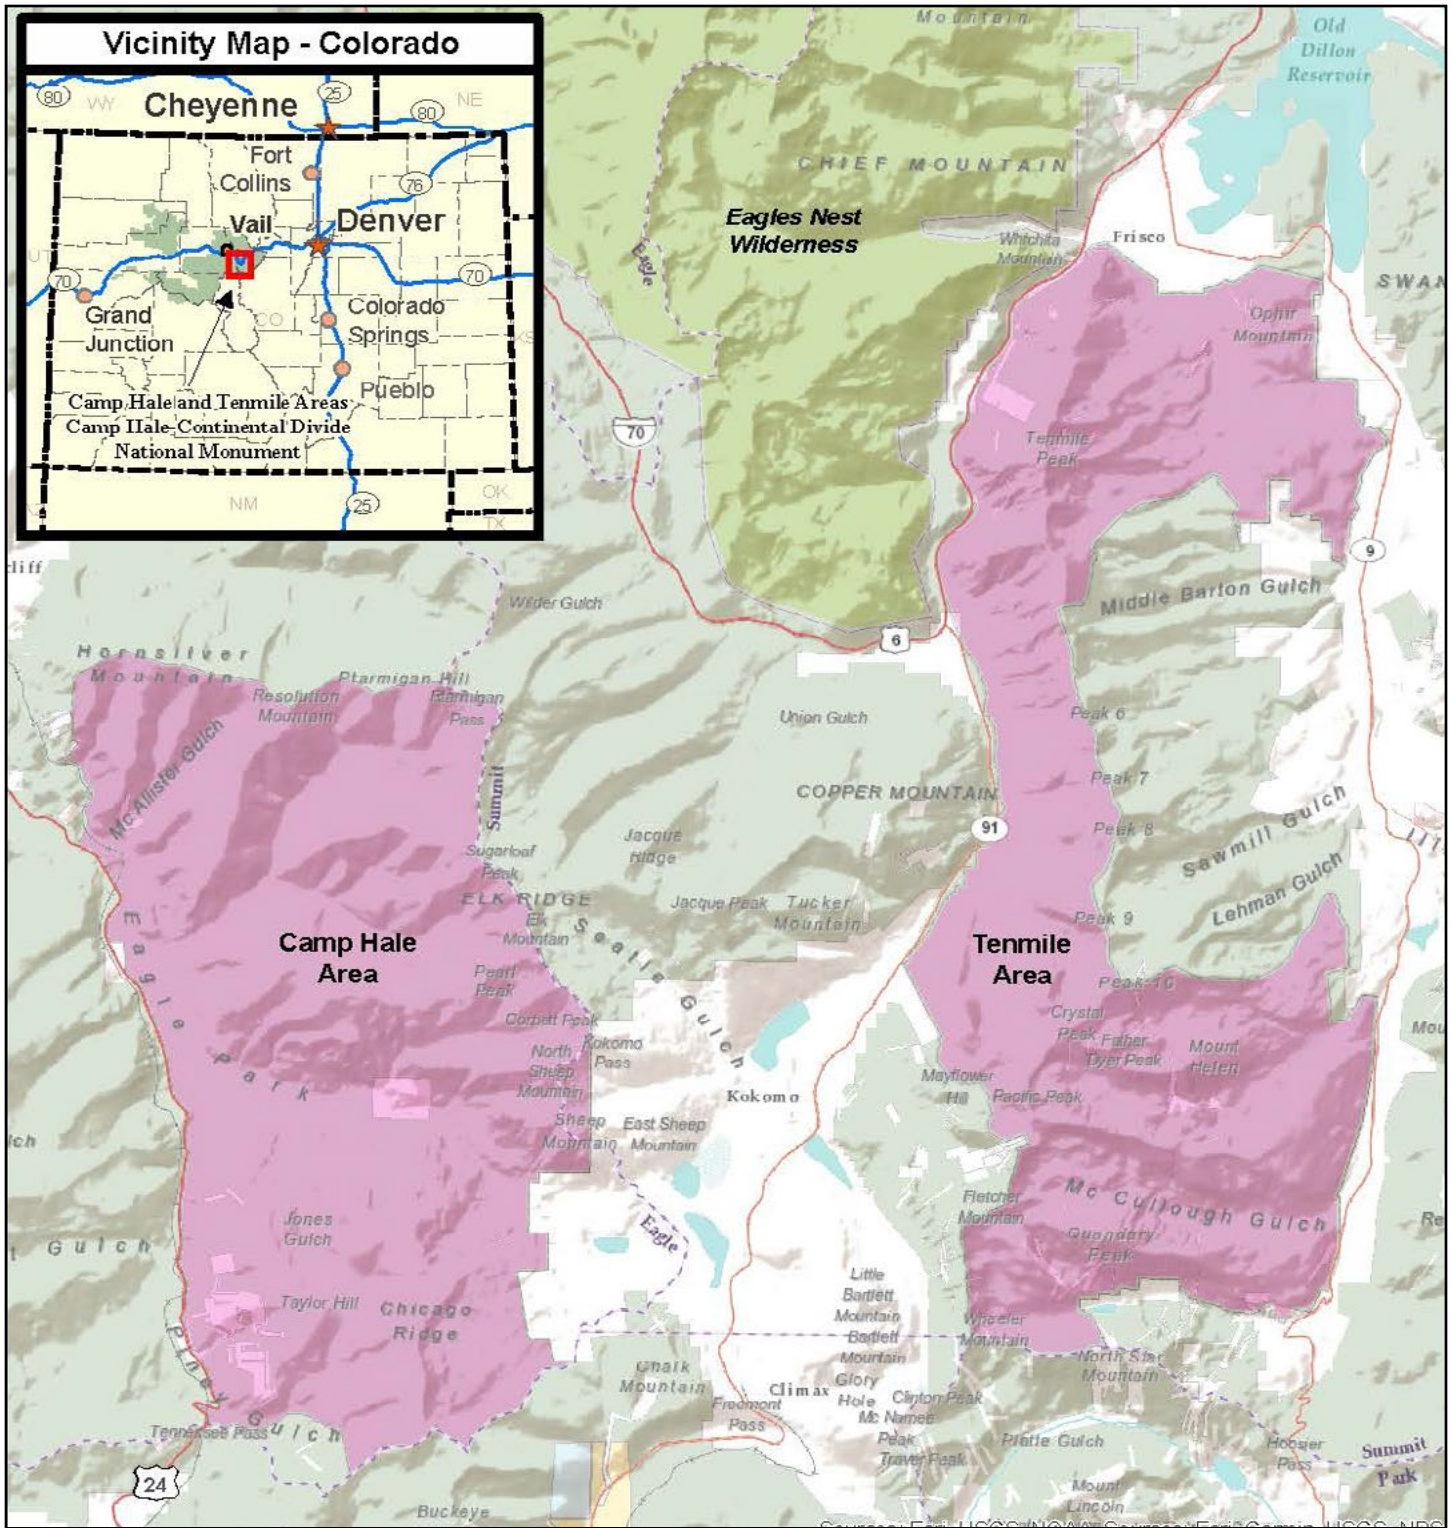 Vicinity Map - Colorado
80
WY
Cheyenne
25
80
NE
Fort
Collins
76
Vail
Denver
70
70
Grand
Junction
CO
Colorado
Springs
Pueblo
Camp Hale and Tenmile Areas
Camp Hale-Continental Divide
National Monument
NM
25
OK
TX
Mountain
Old
Dillon
Reservoir
CHIEF MOUNTAIN
Eagles Nest
Wilderness
Eagle
Whichita
Mountain
Frisco
SWAN
Ophir
Mountain
70
Tenmile
Peak
9
Middle Barton Gulch
6
Wilder Gulch
Hornsilver
Mountain
Ptarmigan Hill
Resolution
Mountain
Ptarmigan
Pass
Mc Allister Gulch
Union Gulch
Peak 6
Summit
COPPER MOUNTAIN
Peak 7
91
Peak 8
Sawmill Gulch
Jacque
Ridge
Sugarloaf
Peak
Lehman Gulch
ELK RIDGE
Jacque Peak
Tucker
Mountain
Elk
Mountain
Peak 9
Searle Gulch
Eagle Park
Camp Hale
Area
Tenmile
Area
Pearl
Peak
Peak 10
Corbett Peak
Crystal
Peak
Father
Dyer Peak
Mount
Helen
North
Sheep
Mountain
Kokomo
Pass
Mayflower
Hill
Pacific Peak
Kokomo
Sheep
Mountain
East Sheep
Mountain
Mc Cullough Gulch
Fletcher
Mountain
Jones
Gulch
Gulch
Eagle
Quandary
Peak
Taylor Hill
Chicago
Ridge
Little
Bartlett
Mountain
Bartlett
Mountain
Wheeler
Mountain
North Star
Mountain
Piney Gulch
Chalk
Mountain
Climax
Glory
Hole
Clinton Peak
Fremont
Pass
Mc Namee
Peak
Traver Peak
Platte Gulch
Hoosier
Pass
Summit
Park
Tennessee Pass
24
Buckeye
Mount
Lincoln